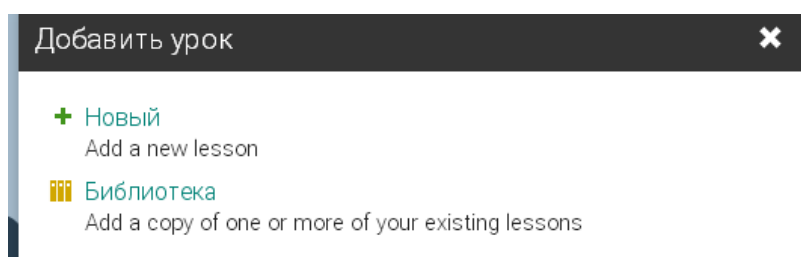 Добавить урок
Новый
Add a new lesson
Библиотека
Add a copy of one or more of your existing lessons